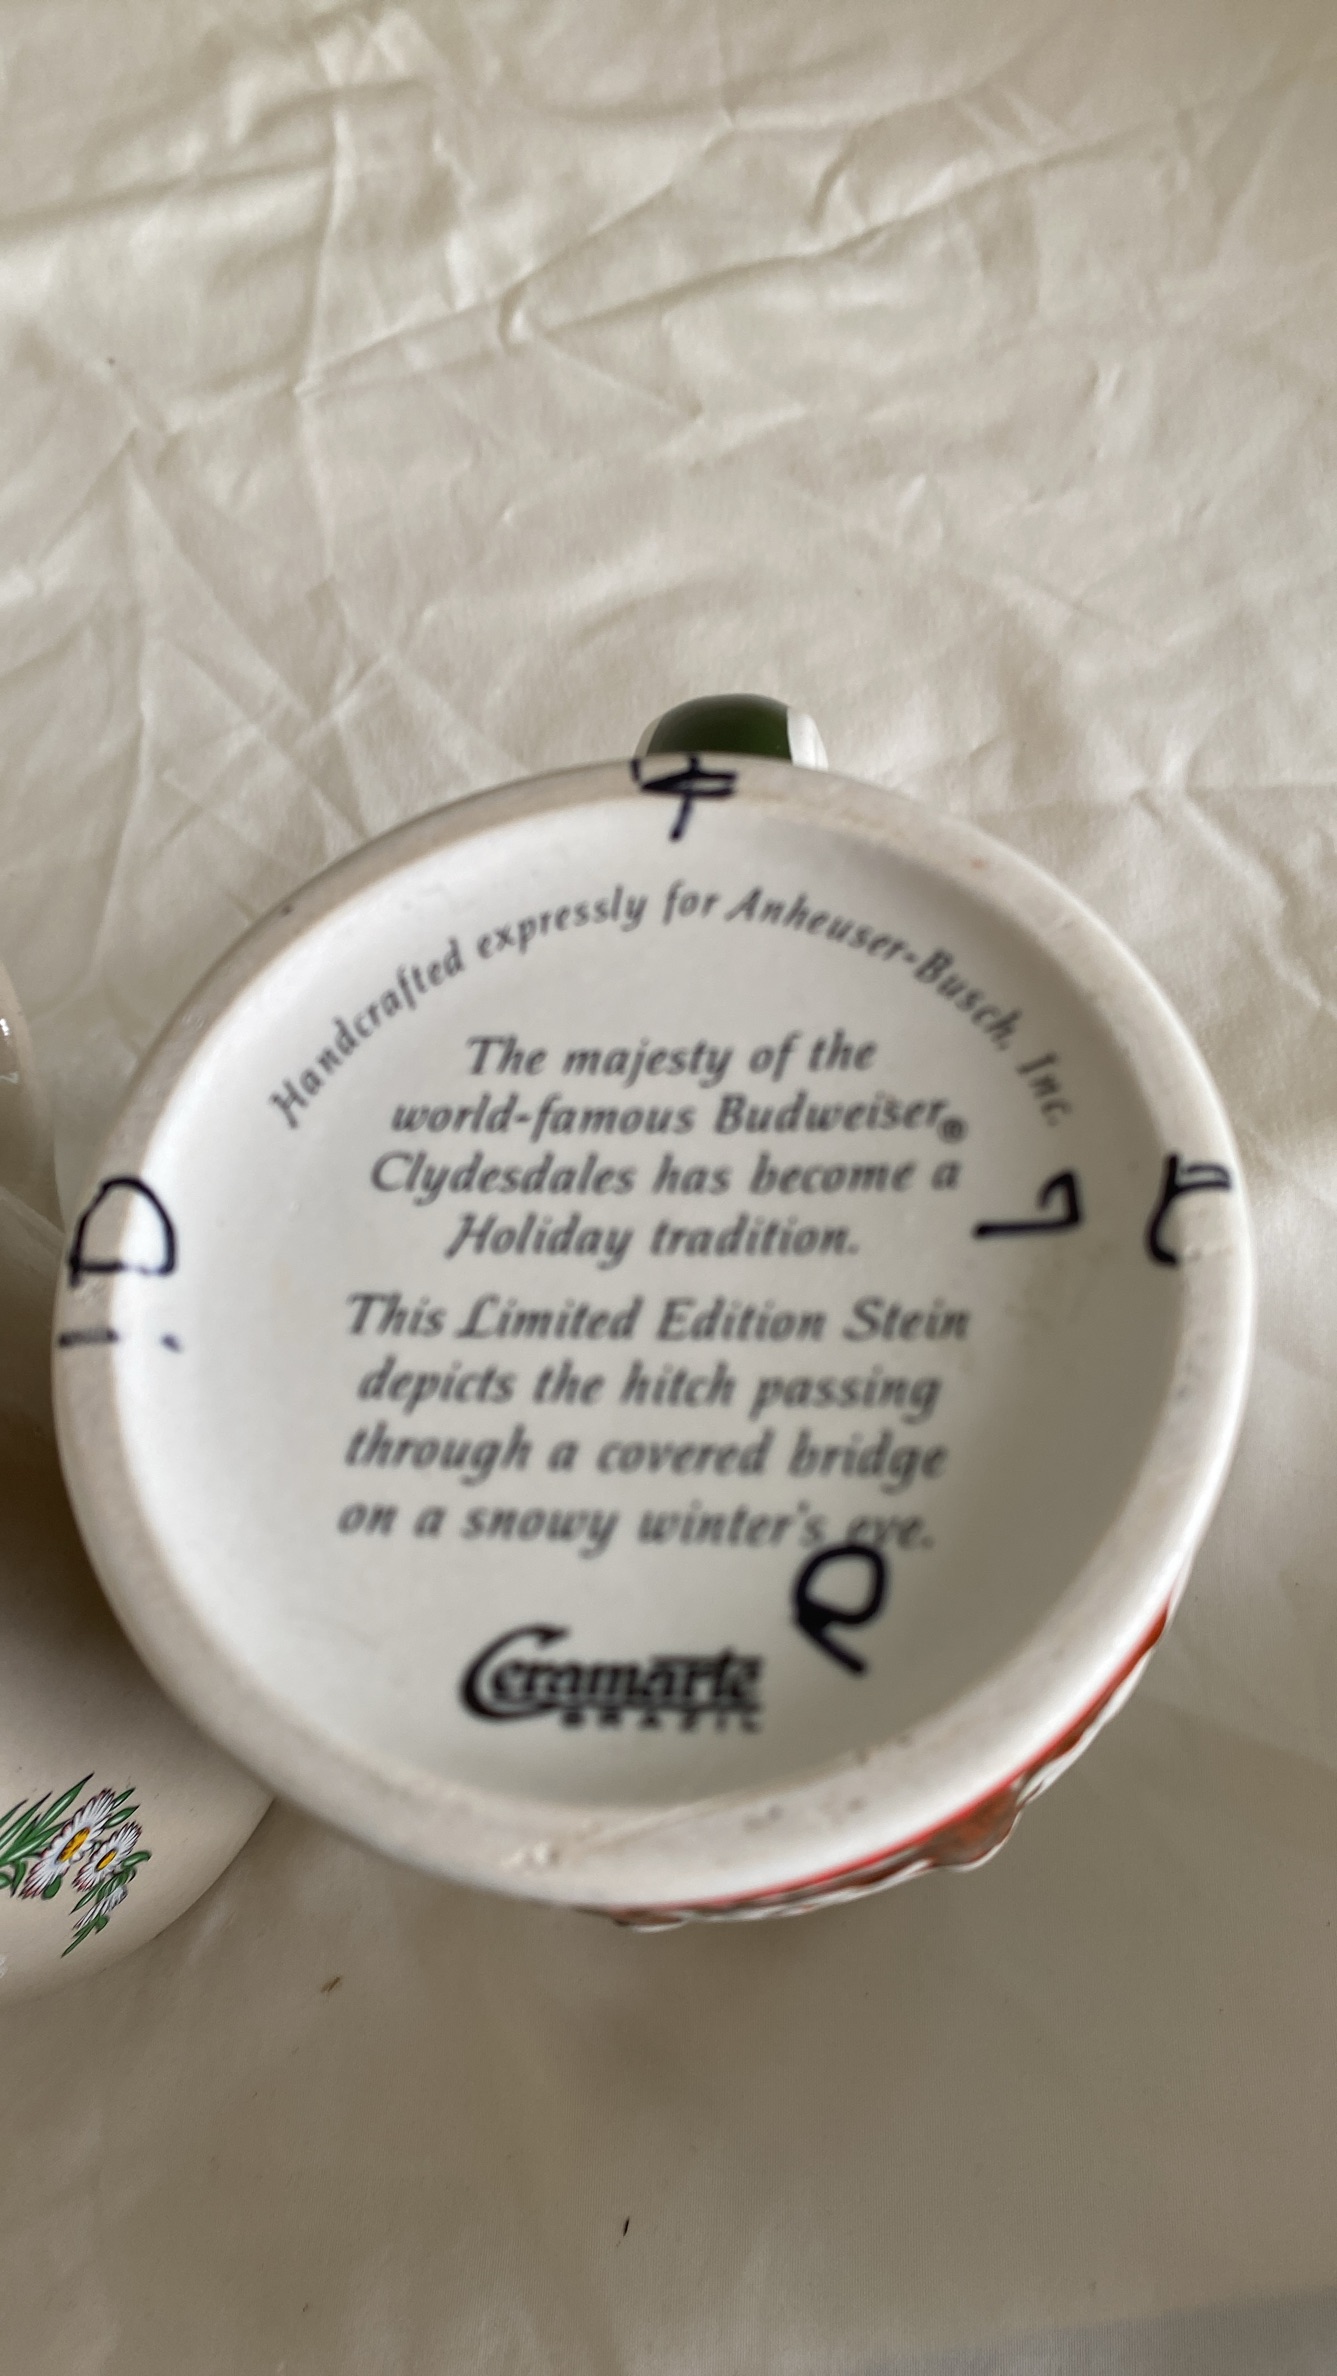 Handcrafted expressly for Anheuser-Busch, Inc.
The majesty of the
world-famous Budweiser®
Clydesdales has become a
Holiday tradition.
This Limited Edition Stein
depicts the hitch passing
through a covered bridge
on a snowy winter's eve.
Ceramarte
BRAZIL